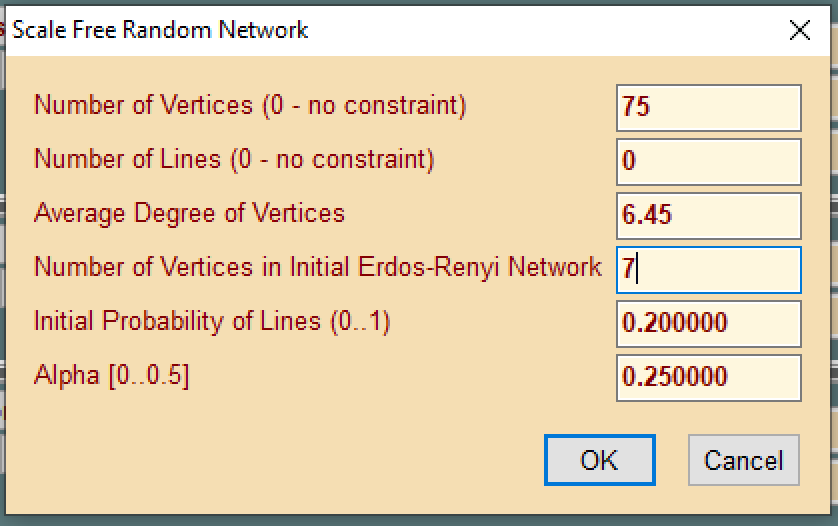 Scale Free Random Network
Number of Vertices (0 - no constraint) 75
Number of Lines (0 - no constraint) 0
Average Degree of Vertices 6.45
Number of Vertices in Initial Erdos-Renyi Network 7
Initial Probability of Lines (0..1) 0.200000
Alpha [0..0.5] 0.250000
OK Cancel